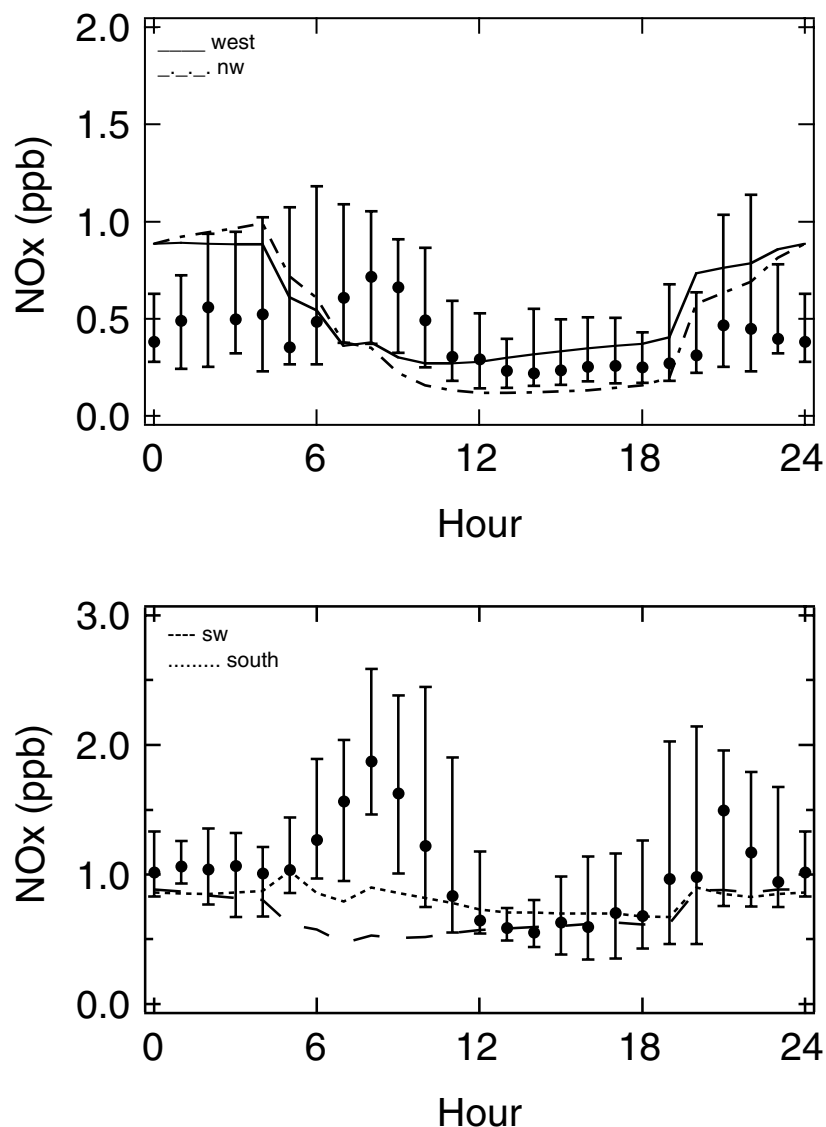 2.0
____ west
_._._. nw
1.5
NOx (ppb)
1.0
0.5
0.0
0 6 12 18 24
Hour
3.0
---- sw
......... south
2.0
NOx (ppb)
1.0
0.0
0 6 12 18 24
Hour